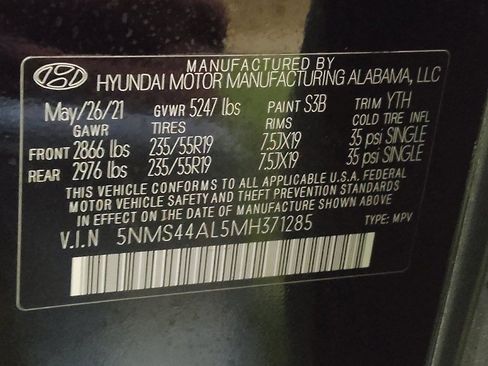 MANUFACTURED BY
HYUNDAI MOTOR MANUFACTURING ALABAMA, LLC
May/26/21 GVWR 5247 lbs PAINT S3B TRIM YTH
GAWR TIRES RIMS COLD TIRE INFL
FRONT 2866 lbs 235/55R19 7.5JX19 35 psi SINGLE
REAR 2976 lbs 235/55R19 7.5JX19 35 psi SINGLE
THIS VEHICLE CONFORMS TO ALL APPLICABLE U.S.A. FEDERAL
MOTOR VEHICLE SAFETY AND THEFT PREVENTION STANDARDS
IN EFFECT ON THE DATE OF MANUFACTURE SHOWN ABOVE
V.I.N 5NMS44AL5MH371285 TYPE: MPV